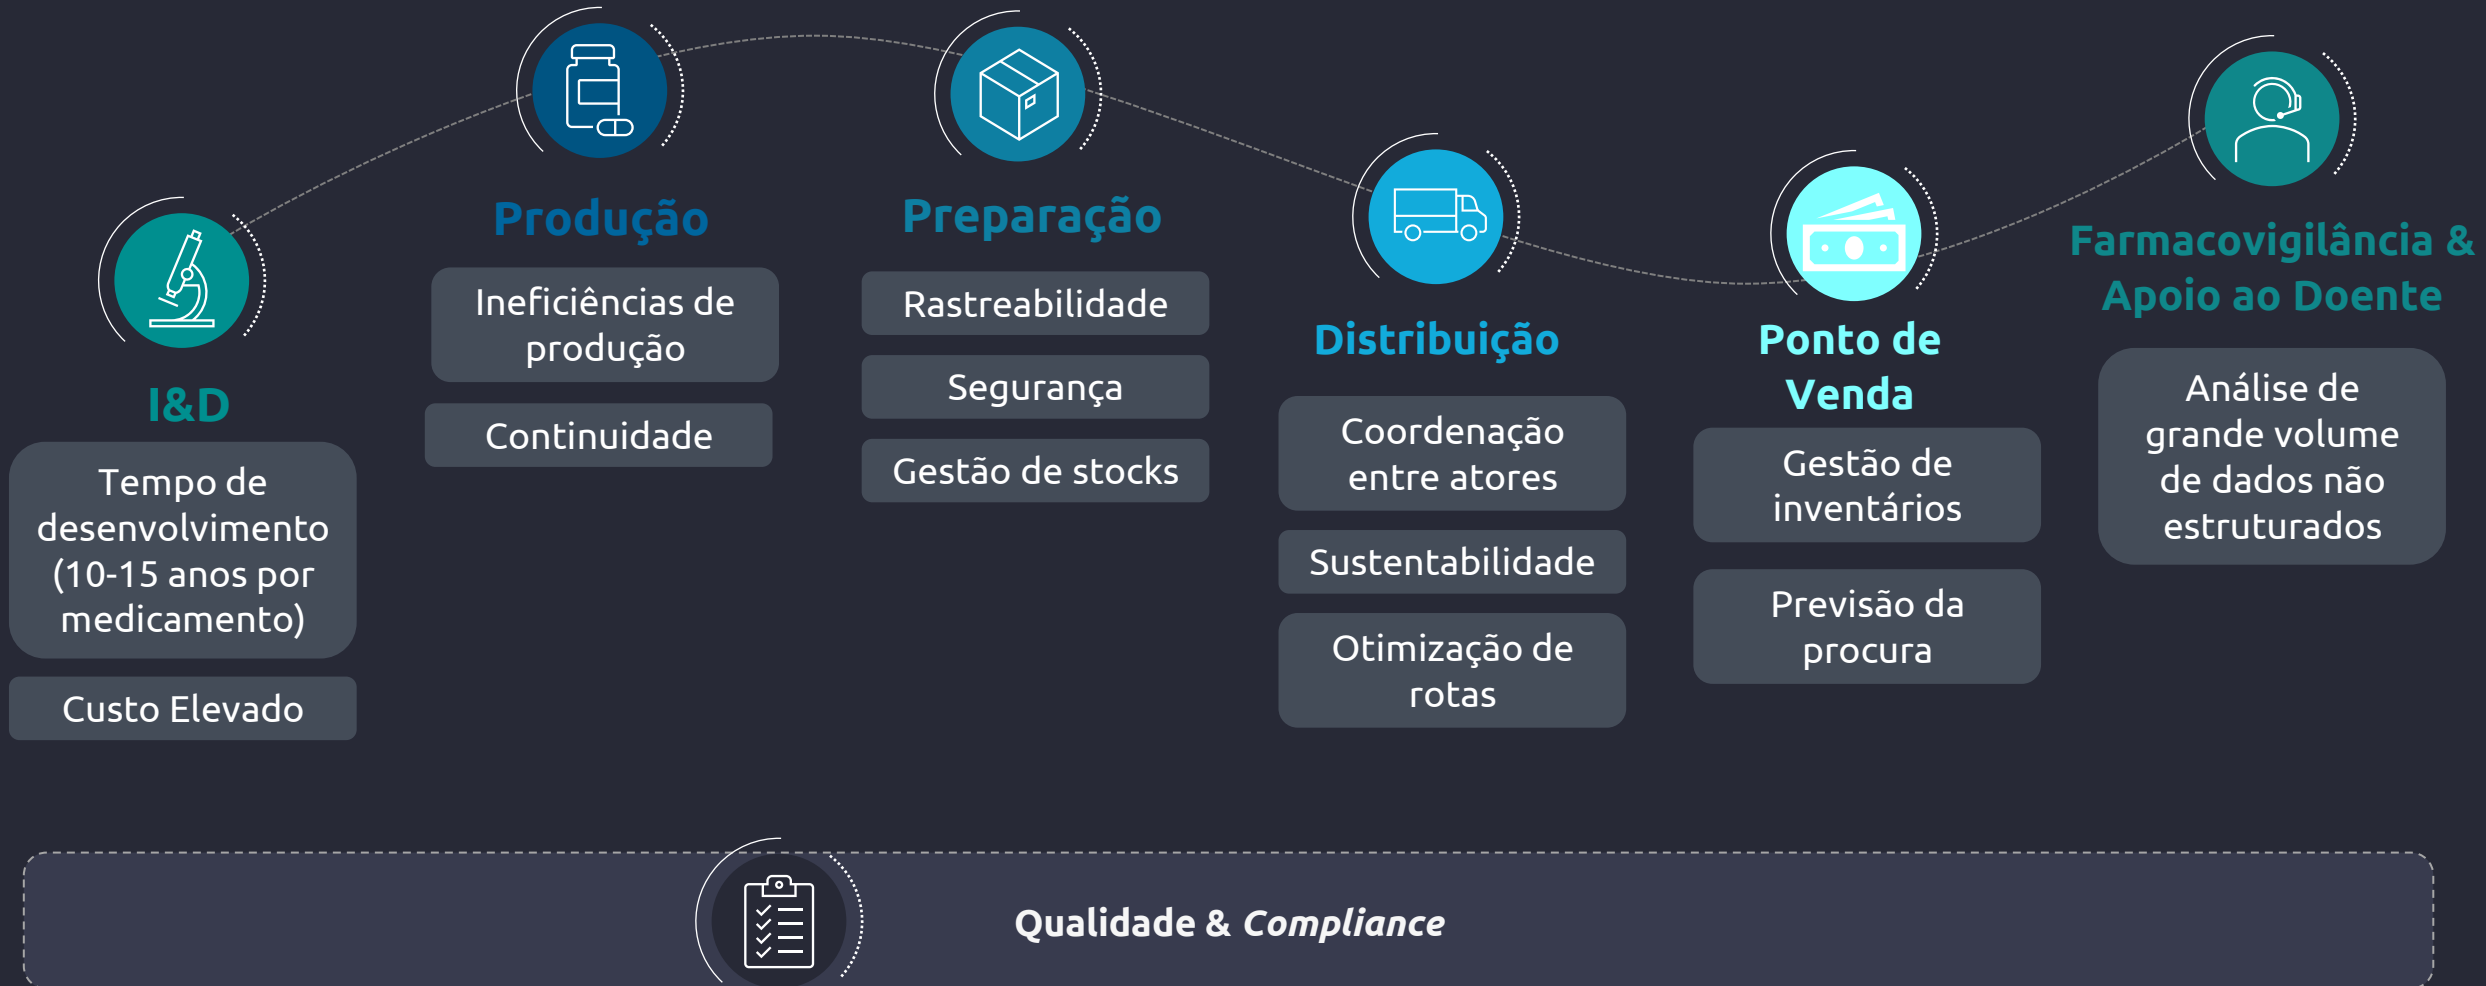 I&D
Tempo de
desenvolvimento
(10-15 anos por
medicamento)
Custo Elevado
Produção
Ineficiências de
produção
Continuidade
Preparação
Rastreabilidade
Segurança
Gestão de stocks
Distribuição
Coordenação
entre atores
Sustentabilidade
Otimização de
rotas
Ponto de
Venda
Gestão de
inventários
Previsão da
procura
Farmacovigilância &
Apoio ao Doente
Análise de
grande volume
de dados não
estruturados
Qualidade & Compliance